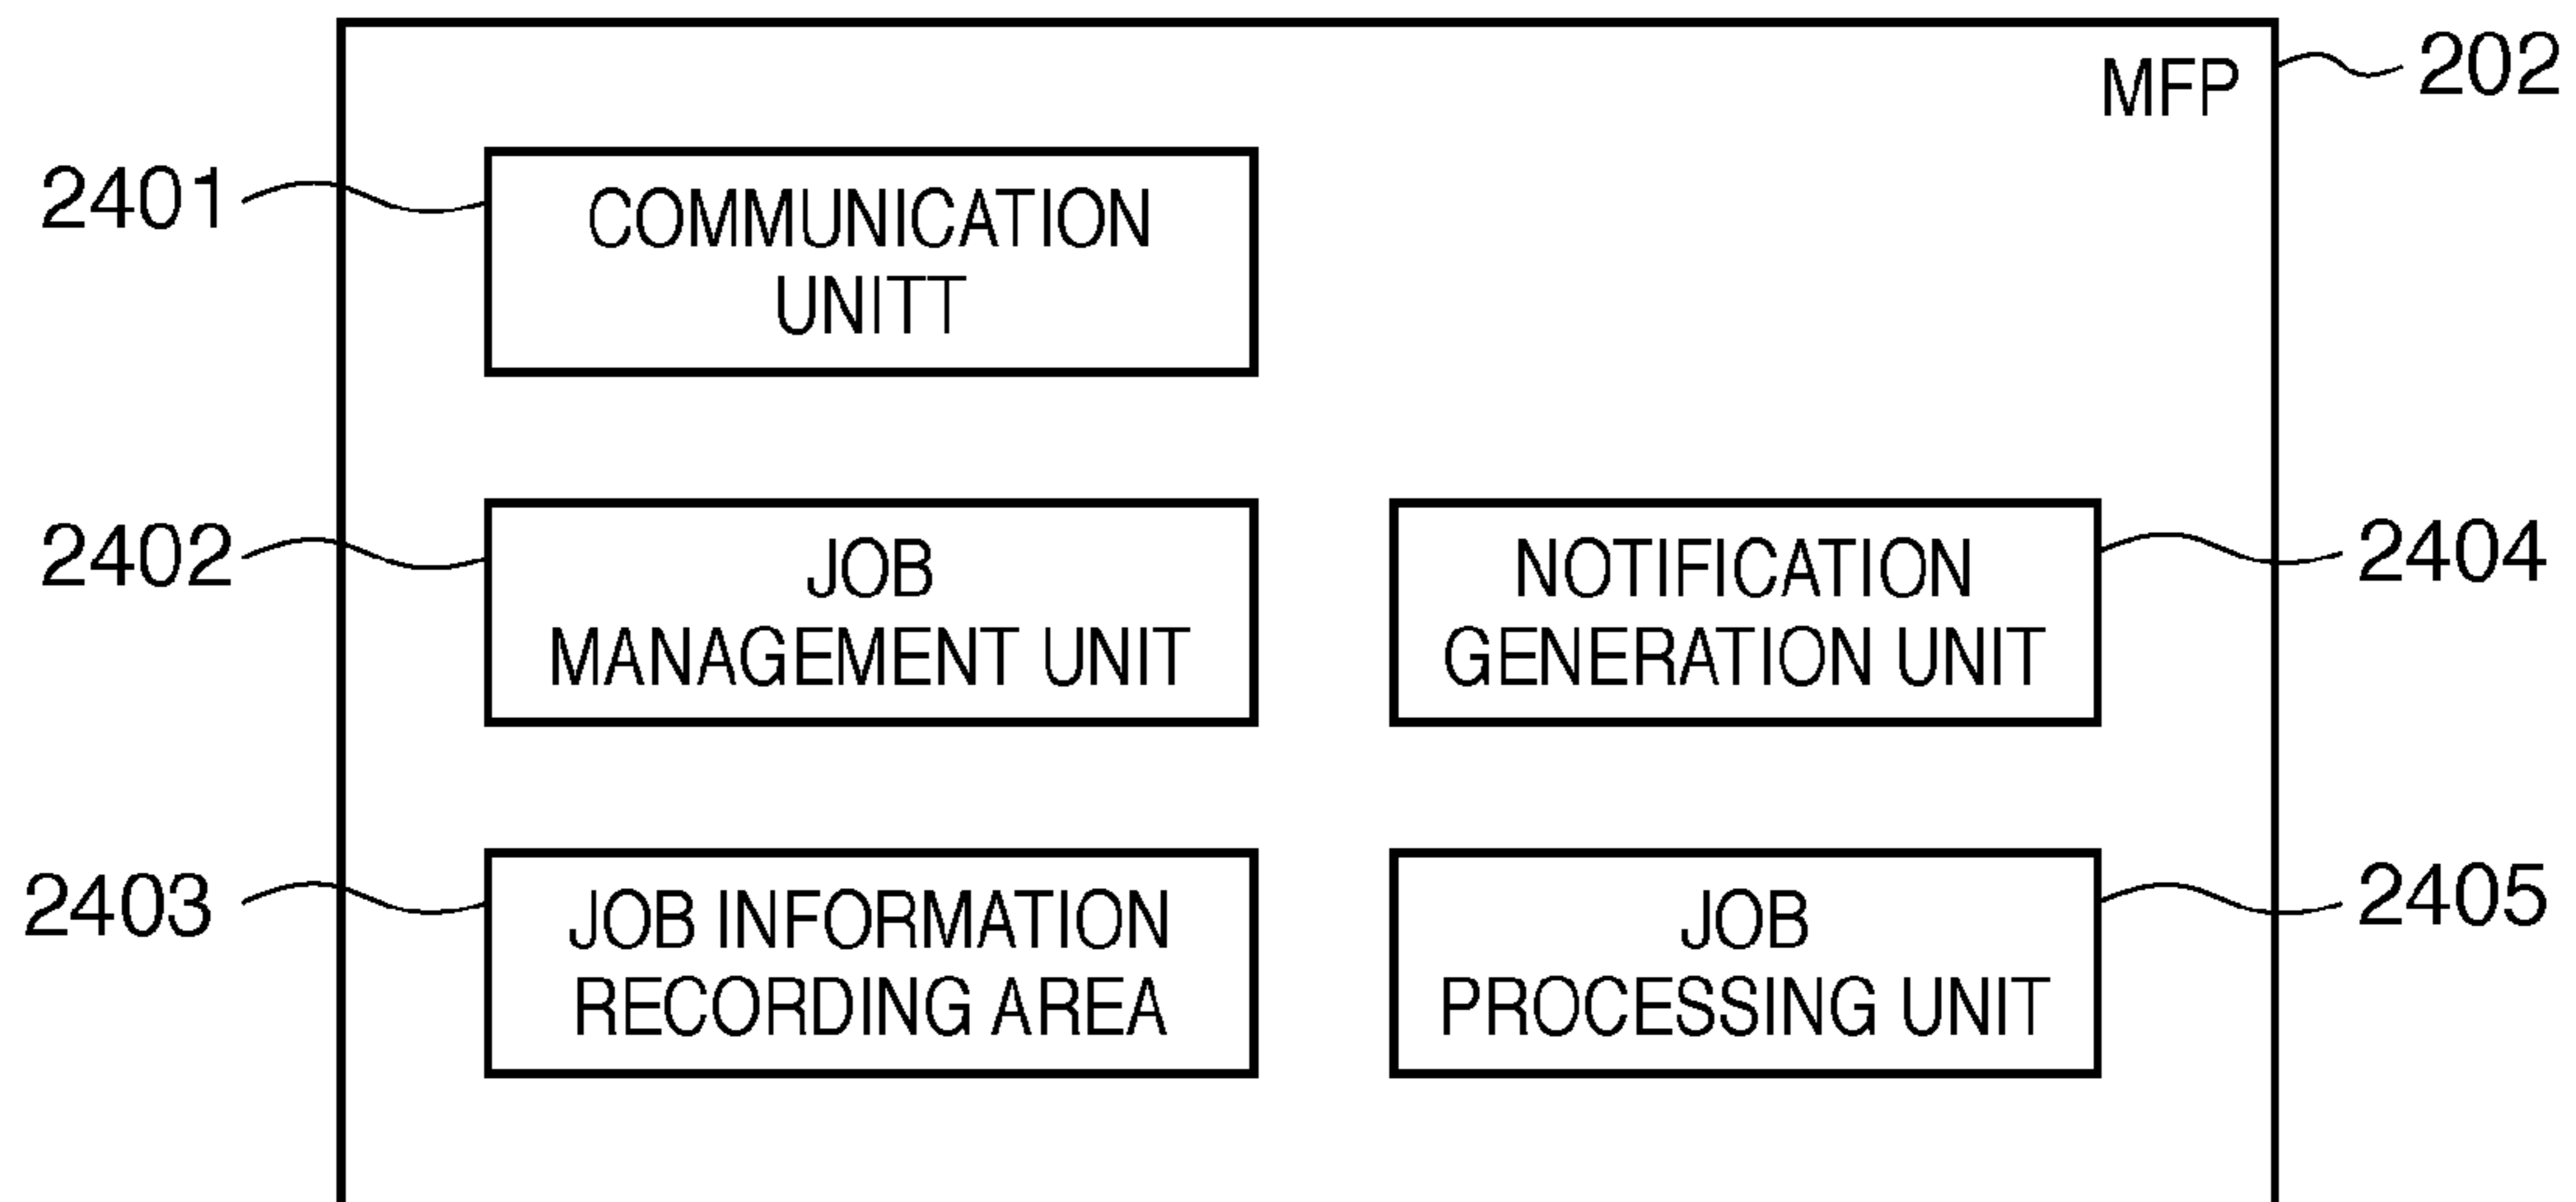 MFP
202
2401
COMMUNICATION
UNITT
2402
JOB
MANAGEMENT UNIT
NOTIFICATION
GENERATION UNIT
2404
2403
JOB INFORMATION
RECORDING AREA
JOB
PROCESSING UNIT
2405